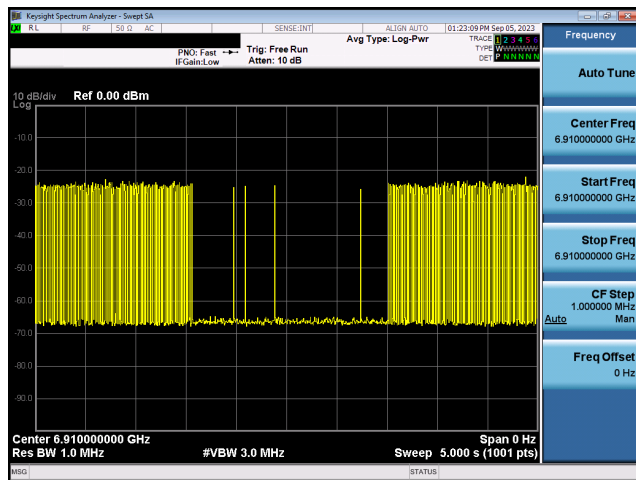 Keysight Spectrum Analyzer - Swept SA
RL RF 50 Ω AC SENSE:INT ALIGN AUTO 01:23:09 PM Sep 05, 2023
PNO: Fast Trig: Free Run Avg Type: Log-Pwr TRACE 1 2 3 4 5 6
IFGain:Low Atten: 10 dB TYPE W
DET P N N N N N
Frequency
Auto Tune
10 dB/div Ref 0.00 dBm
Log
Center Freq
6.910000000 GHz
-10.0
-20.0
Start Freq
6.910000000 GHz
-30.0
-40.0
Stop Freq
6.910000000 GHz
-50.0
-60.0
CF Step
1.000000 MHz
Auto Man
-70.0
Freq Offset
0 Hz
-80.0
-90.0
Center 6.910000000 GHz Span 0 Hz
Res BW 1.0 MHz #VBW 3.0 MHz Sweep 5.000 s (1001 pts)
MSG STATUS